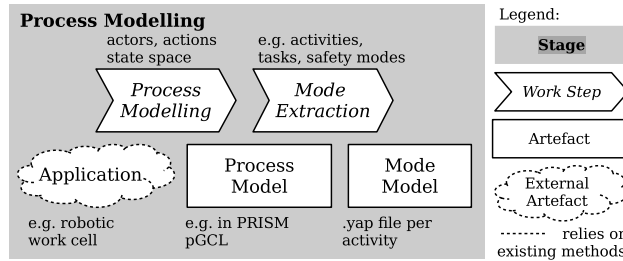 Process Modelling
actors, actions
state space
e.g. activities,
tasks, safety modes
Process
Modelling
Mode
Extraction
Application
Process
Model
Mode
Model
e.g. robotic
work cell
e.g. in PRISM
pGCL
.yap file per
activity
Legend:
Stage
Work Step
Artefact
External
Artefact
relies on
existing methods